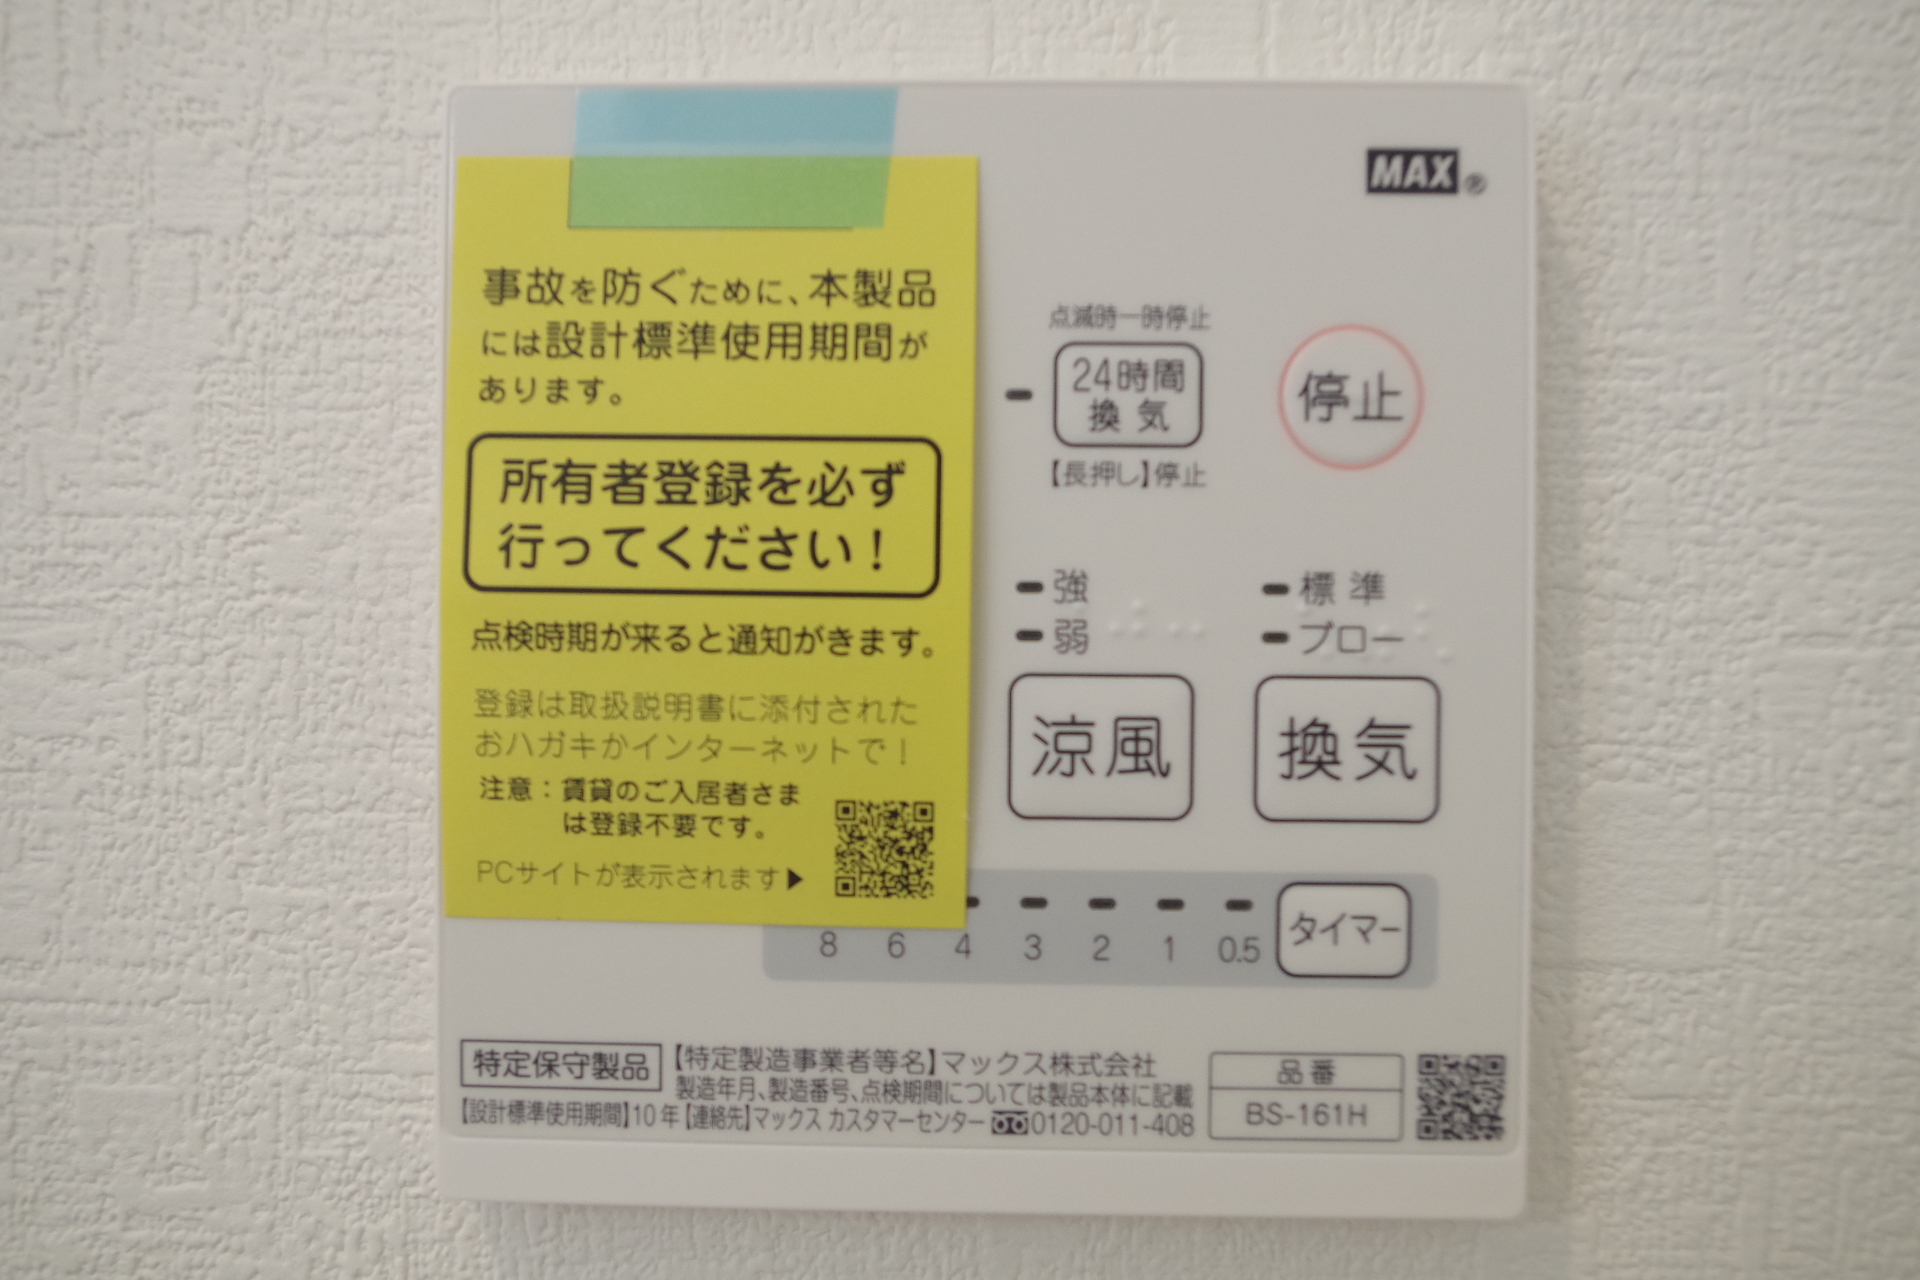 MAX®
事故を防ぐために、本製品
には設計標準使用期間が
あります。
所有者登録を必ず
行ってください！
点検時期が来ると通知がきます。
登録は取扱説明書に添付された
おハガキかインターネットで！
注意：賃貸のご入居者さま
は登録不要です。
PCサイトが表示されます▶
点滅時一時停止
24時間
換気
【長押し】停止
停止
強
弱
涼風
標準
ブロー
換気
8 6 4 3 2 1 0.5
タイマー
特定保守製品
【特定製造事業者等名】マックス株式会社
製造年月、製造番号、点検期間については製品本体に記載
【設計標準使用期間】10年【連絡先】マックス カスタマーセンター 0120-011-408
品番
BS-161H